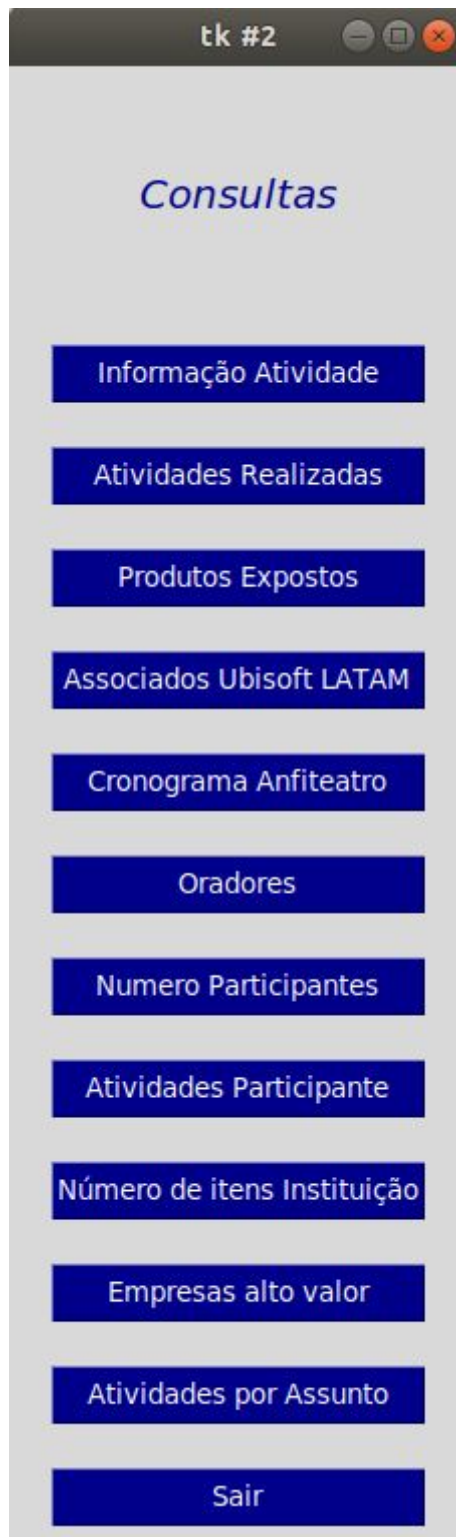 tk #2
Consultas
Informação Atividade
Atividades Realizadas
Produtos Expostos
Associados Ubisoft LATAM
Cronograma Anfiteatro
Oradores
Numero Participantes
Atividades Participante
Número de itens Instituição
Empresas alto valor
Atividades por Assunto
Sair